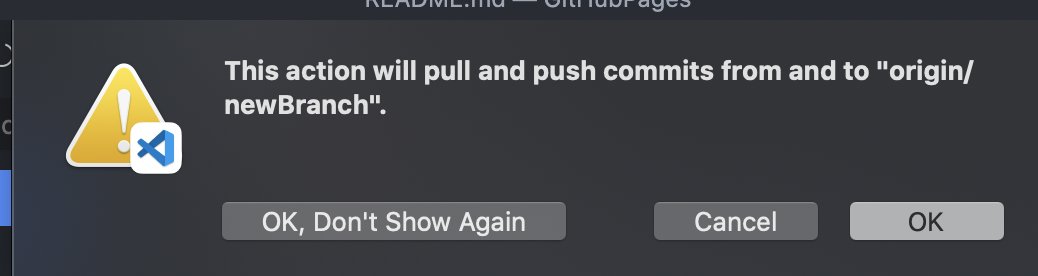 README.md — GitHubPages
This action will pull and push commits from and to "origin/
newBranch".
OK, Don't Show Again
Cancel
OK